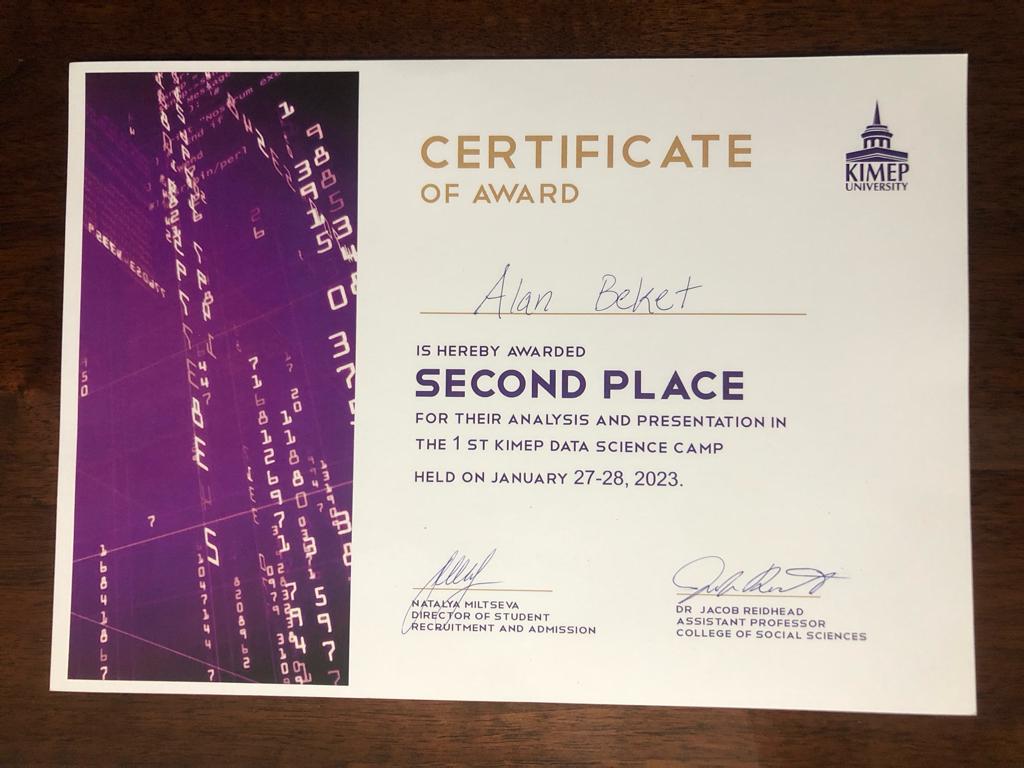 CERTIFICATE
OF AWARD
KIMEP
UNIVERSITY
Alan Beket
IS HEREBY AWARDED
SECOND PLACE
FOR THEIR ANALYSIS AND PRESENTATION IN
THE 1 ST KIMEP DATA SCIENCE CAMP
HELD ON JANUARY 27-28, 2023.
NATALYA MILTSEVA
DIRECTOR OF STUDENT
RECRUITMENT AND ADMISSION
DR JACOB REIDHEAD
ASSISTANT PROFESSOR
COLLEGE OF SOCIAL SCIENCES